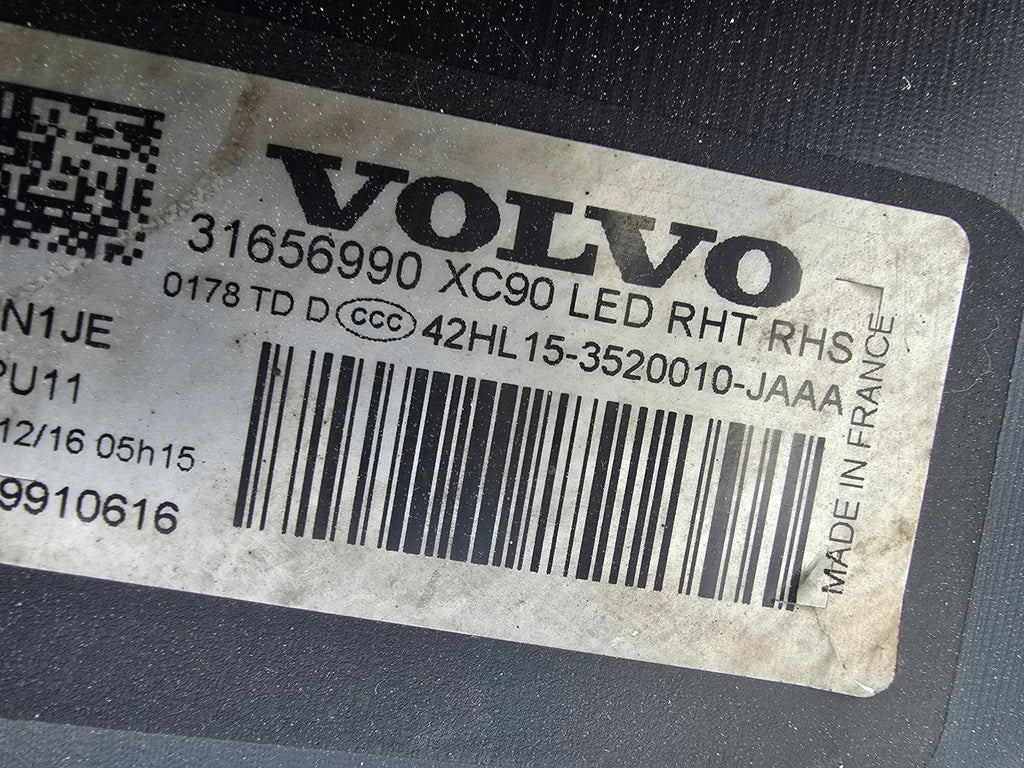 VOLVO
31656990 XC90 LED RHT RHS
0178 TD D CCC 42HL15-3520010-JAAA
N1JE
PU11
12/16 05h15
9910616
MADE IN FRANCE